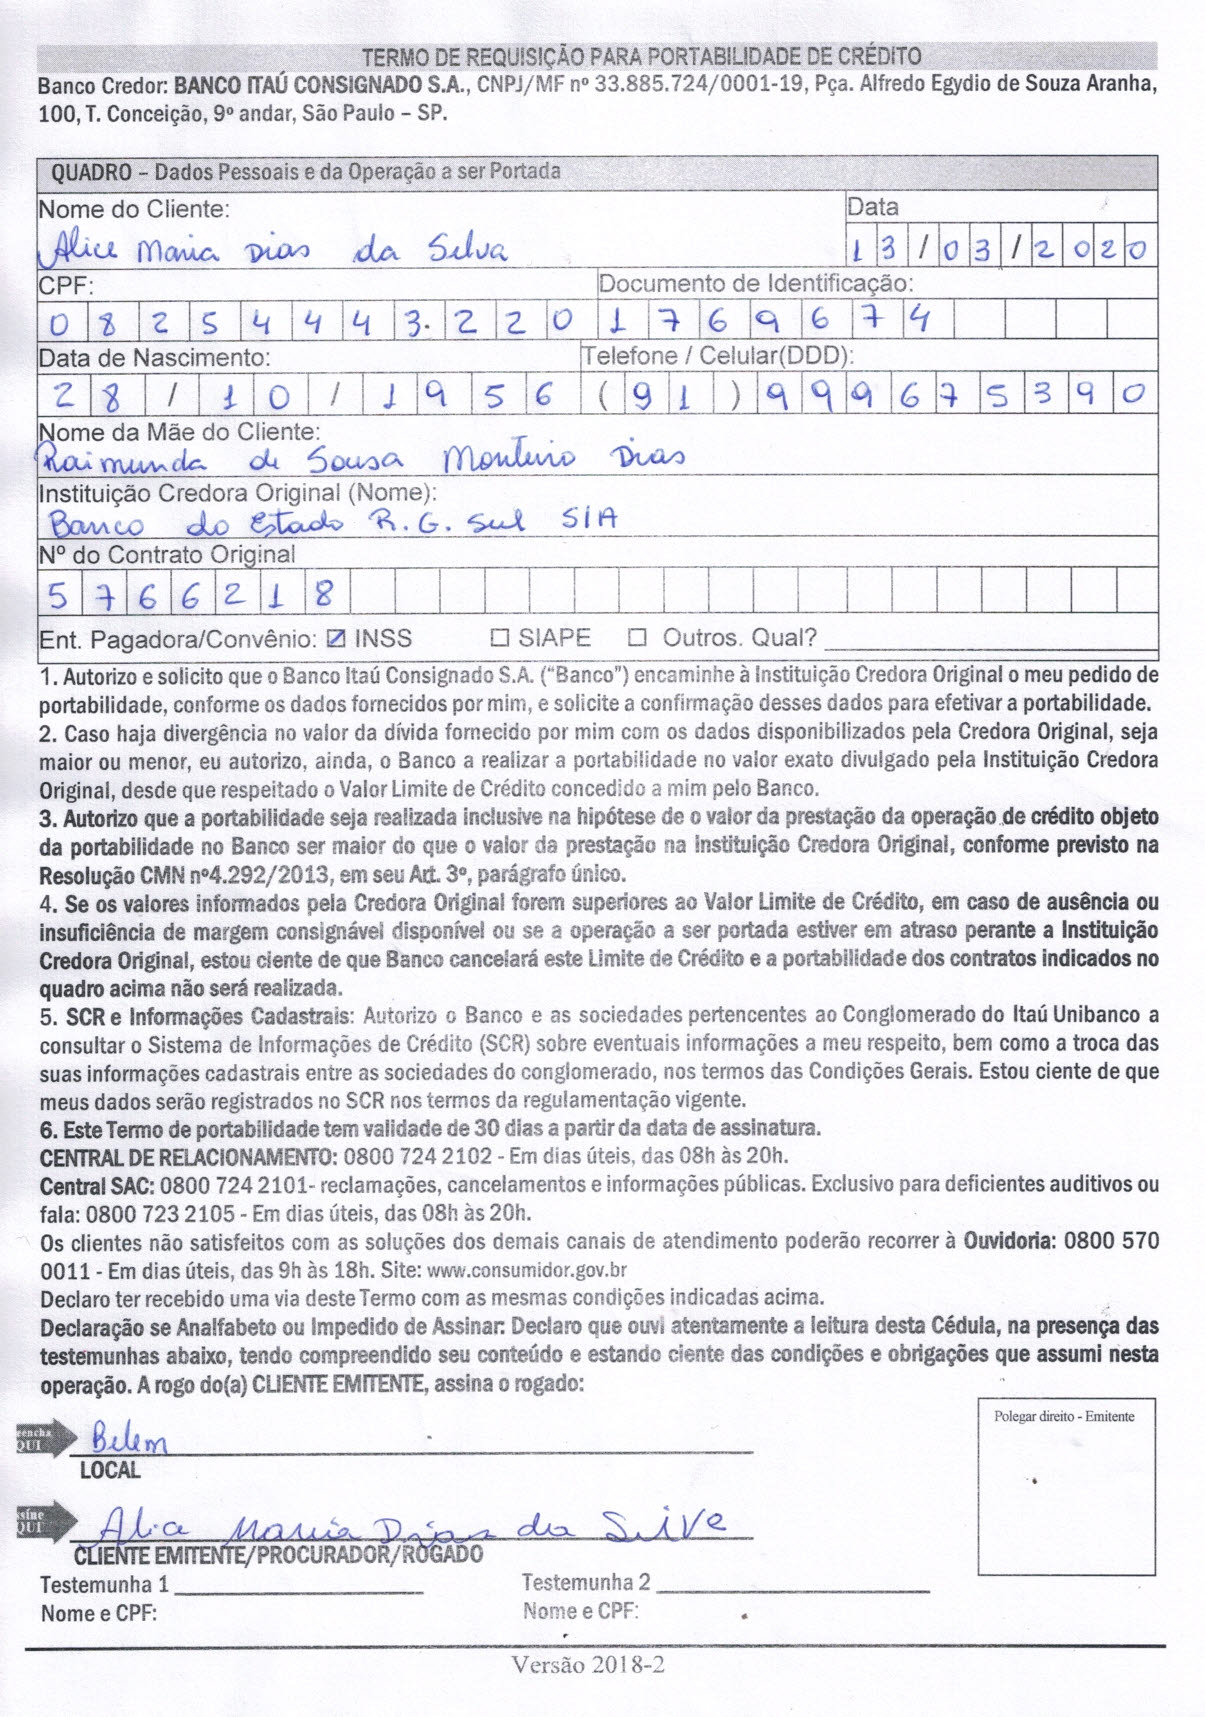 TERMO DE REQUISIÇÃO PARA PORTABILIDADE DE CRÉDITO
Banco Credor: BANCO ITAÚ CONSIGNADO S.A., CNPJ/MF nº 33.885.724/0001-19, Pça. Alfredo Egydio de Souza Aranha,
100, T. Conceição, 9º andar, São Paulo – SP.
QUADRO – Dados Pessoais e da Operação a ser Portada
Nome do Cliente: Data
Alice Maria Dias da Silva 13/03/2020
CPF: Documento de Identificação:
08254443.220 1769674
Data de Nascimento: Telefone / Celular(DDD):
28/10/1956 (91)999675390
Nome da Mãe do Cliente:
Raimunda de Sousa Monteiro Dias
Instituição Credora Original (Nome):
Banco do Estado R.G. Sul S/A
Nº do Contrato Original
5766218
Ent. Pagadora/Convênio: ☑ INSS ☐ SIAPE ☐ Outros. Qual?
1. Autorizo e solicito que o Banco Itaú Consignado S.A. (“Banco”) encaminhe à Instituição Credora Original o meu pedido de
portabilidade, conforme os dados fornecidos por mim, e solicite a confirmação desses dados para efetivar a portabilidade.
2. Caso haja divergência no valor da dívida fornecido por mim com os dados disponibilizados pela Credora Original, seja
maior ou menor, eu autorizo, ainda, o Banco a realizar a portabilidade no valor exato divulgado pela Instituição Credora
Original, desde que respeitado o Valor Limite de Crédito concedido a mim pelo Banco.
3. Autorizo que a portabilidade seja realizada inclusive na hipótese de o valor da prestação da operação de crédito objeto
da portabilidade no Banco ser maior do que o valor da prestação na Instituição Credora Original, conforme previsto na
Resolução CMN nº4.292/2013, em seu Art. 3º, parágrafo único.
4. Se os valores informados pela Credora Original forem superiores ao Valor Limite de Crédito, em caso de ausência ou
insuficiência de margem consignável disponível ou se a operação a ser portada estiver em atraso perante a Instituição
Credora Original, estou ciente de que Banco cancelará este Limite de Crédito e a portabilidade dos contratos indicados no
quadro acima não será realizada.
5. SCR e Informações Cadastrais: Autorizo o Banco e as sociedades pertencentes ao Conglomerado do Itaú Unibanco a
consultar o Sistema de Informações de Crédito (SCR) sobre eventuais informações a meu respeito, bem como a troca das
suas informações cadastrais entre as sociedades do conglomerado, nos termos das Condições Gerais. Estou ciente de que
meus dados serão registrados no SCR nos termos da regulamentação vigente.
6. Este Termo de portabilidade tem validade de 30 dias a partir da data de assinatura.
CENTRAL DE RELACIONAMENTO: 0800 724 2102 - Em dias úteis, das 08h às 20h.
Central SAC: 0800 724 2101- reclamações, cancelamentos e informações públicas. Exclusivo para deficientes auditivos ou
fala: 0800 723 2105 - Em dias úteis, das 08h às 20h.
Os clientes não satisfeitos com as soluções dos demais canais de atendimento poderão recorrer à Ouvidoria: 0800 570
0011 - Em dias úteis, das 9h às 18h. Site: www.consumidor.gov.br
Declaro ter recebido uma via deste Termo com as mesmas condições indicadas acima.
Declaração se Analfabeto ou Impedido de Assinar: Declaro que ouvi atentamente a leitura desta Cédula, na presença das
testemunhas abaixo, tendo compreendido seu conteúdo e estando ciente das condições e obrigações que assumi nesta
operação. A rogo do(a) CLIENTE EMITENTE, assina o rogado:
Polegar direito - Emitente
Belem
LOCAL
Alice Maria Dias da Silve
CLIENTE EMITENTE/PROCURADOR/ROGADO
Testemunha 1 Testemunha 2
Nome e CPF: Nome e CPF:
Versão 2018-2